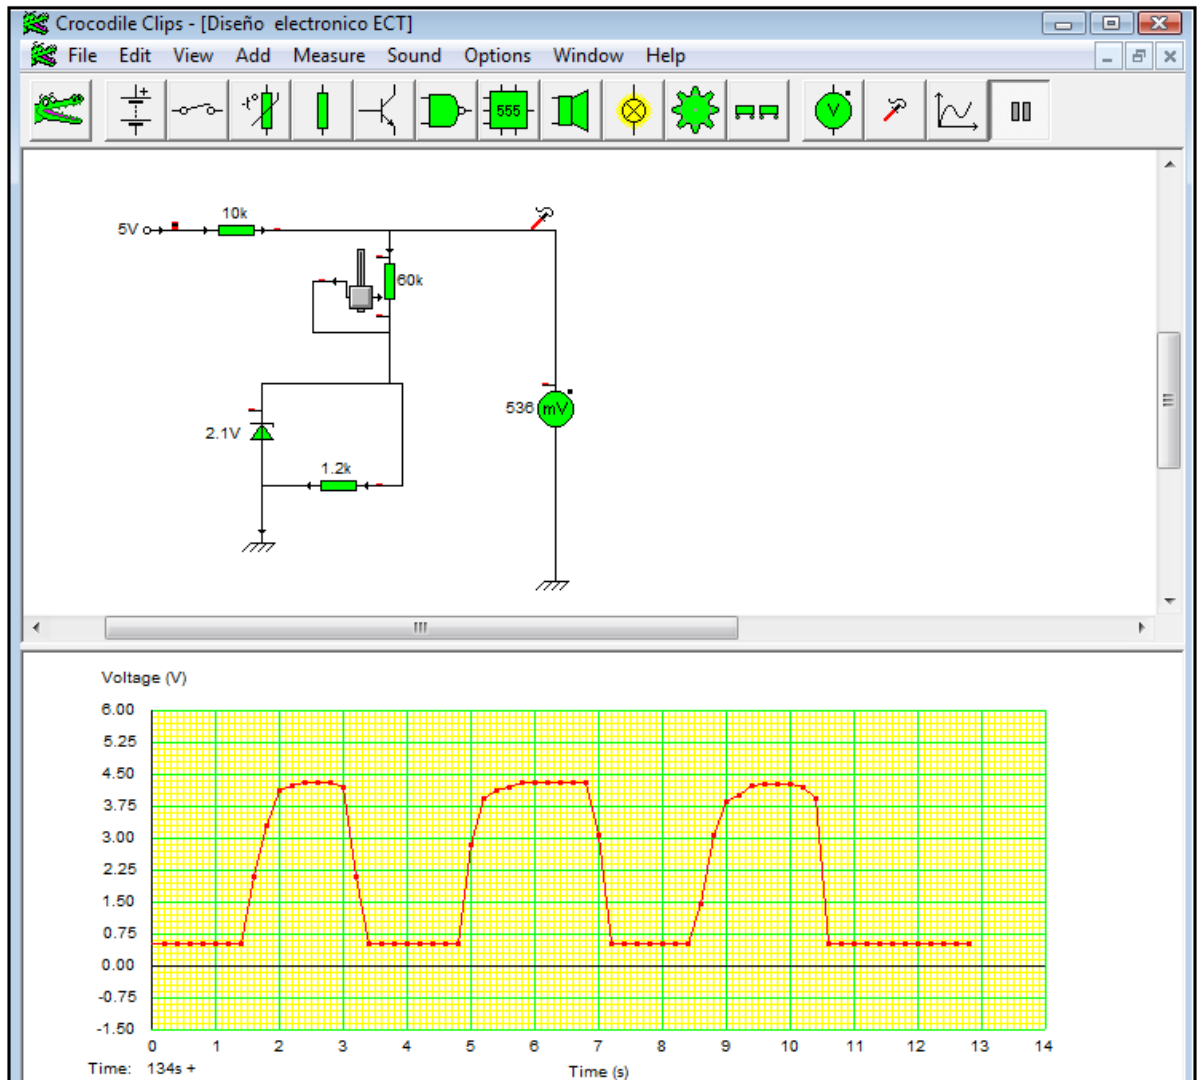 Crocodile Clips - [Diseño electronico ECT]
File Edit View Add Measure Sound Options Window Help
-t° 555 V
10k
5V
60k
536 mV
2.1V
1.2k
Voltage (V)
6.00
5.25
4.50
3.75
3.00
2.25
1.50
0.75
0.00
-0.75
-1.50
0 1 2 3 4 5 6 7 8 9 10 11 12 13 14
Time: 134s + Time (s)